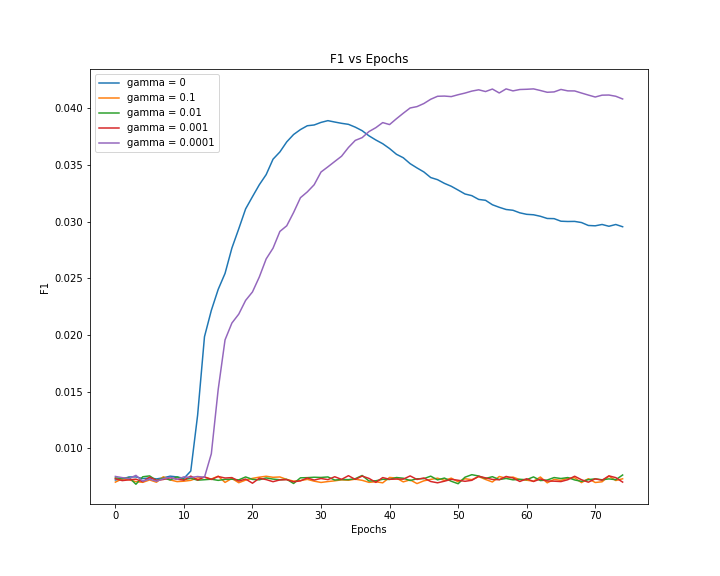 F1 vs Epochs
gamma = 0
gamma = 0.1
gamma = 0.01
gamma = 0.001
gamma = 0.0001
0.040
0.035
0.030
0.025
0.020
0.015
0.010
F1
0 10 20 30 40 50 60 70
Epochs